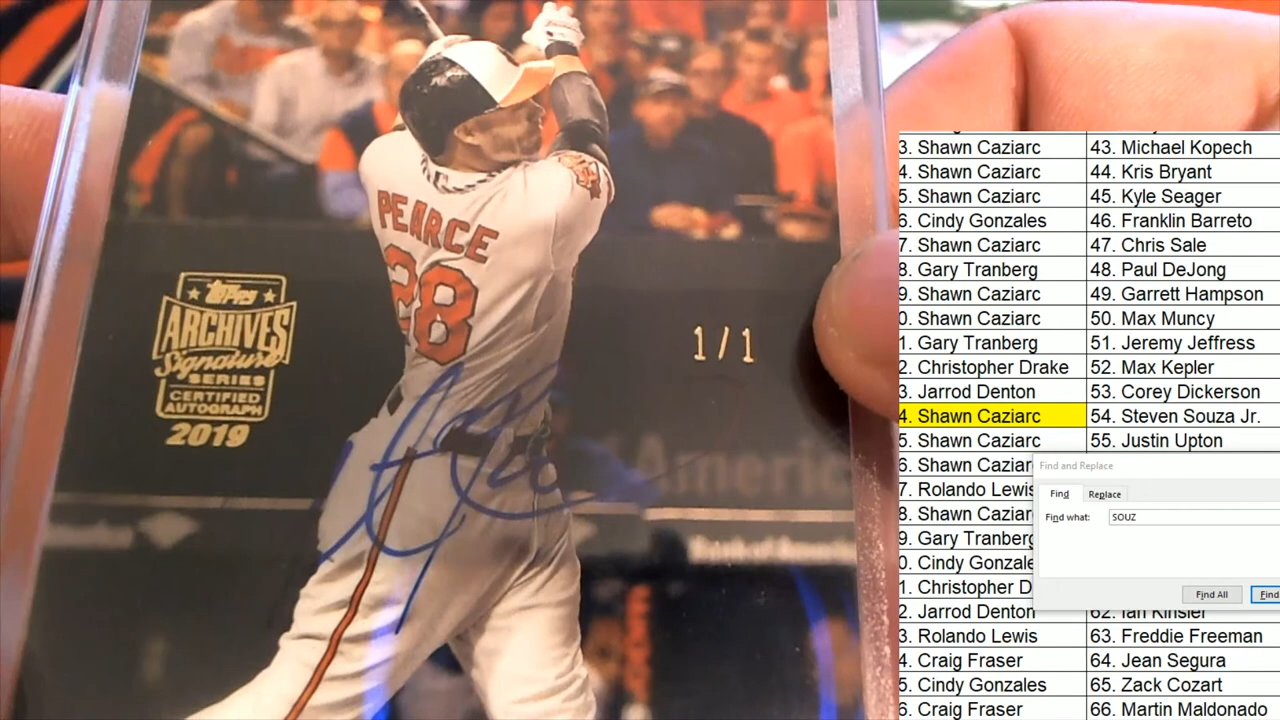 PEARCE
28
Topps
ARCHIVES
Signature
SERIES
CERTIFIED
AUTOGRAPH
2019
1/1
America
Bank of America
3. Shawn Caziarc 43. Michael Kopech
4. Shawn Caziarc 44. Kris Bryant
5. Shawn Caziarc 45. Kyle Seager
6. Cindy Gonzales 46. Franklin Barreto
7. Shawn Caziarc 47. Chris Sale
8. Gary Tranberg 48. Paul DeJong
9. Shawn Caziarc 49. Garrett Hampson
0. Shawn Caziarc 50. Max Muncy
1. Gary Tranberg 51. Jeremy Jeffress
2. Christopher Drake 52. Max Kepler
3. Jarrod Denton 53. Corey Dickerson
4. Shawn Caziarc 54. Steven Souza Jr.
5. Shawn Caziarc 55. Justin Upton
6. Shawn Caziar
7. Rolando Lewis
8. Shawn Caziar
9. Gary Tranberg
0. Cindy Gonzale
1. Christopher D
2. Jarrod Denton 62. Ian Kinsler
3. Rolando Lewis 63. Freddie Freeman
4. Craig Fraser 64. Jean Segura
5. Cindy Gonzales 65. Zack Cozart
6. Craig Fraser 66. Martin Maldonado
Find and Replace
Find Replace
Find what: SOUZ
Find All Find